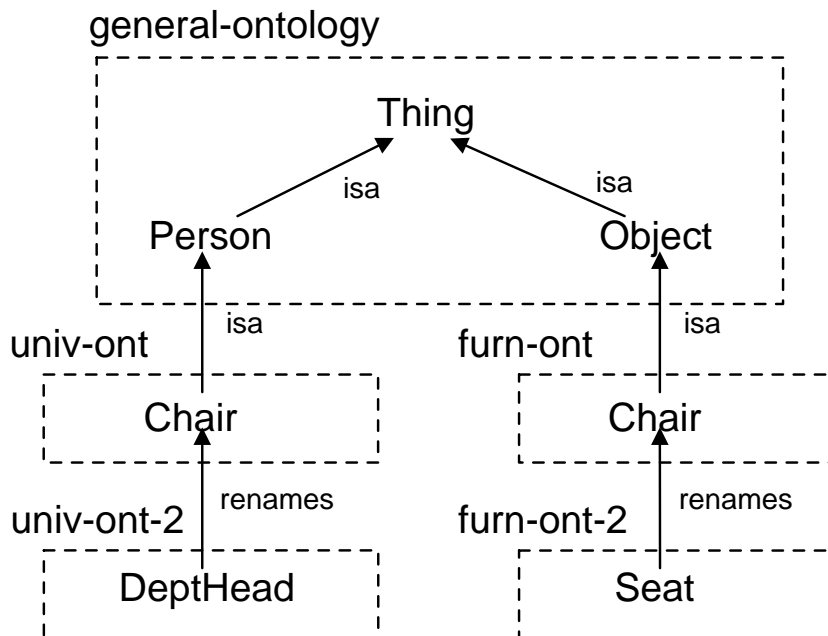 general-ontology
Thing
isa
isa
Person
Object
isa
isa
univ-ont
furn-ont
Chair
Chair
renames
renames
univ-ont-2
furn-ont-2
DeptHead
Seat